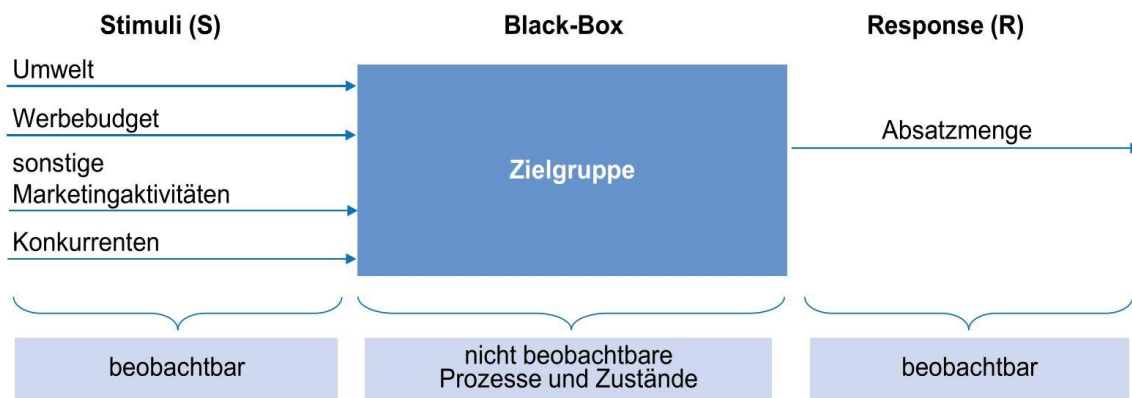 Stimuli (S)
Black-Box
Response (R)
Umwelt
Werbebudget
sonstige
Marketingaktivitäten
Konkurrenten
Zielgruppe
Absatzmenge
beobachtbar
nicht beobachtbare
Prozesse und Zustände
beobachtbar